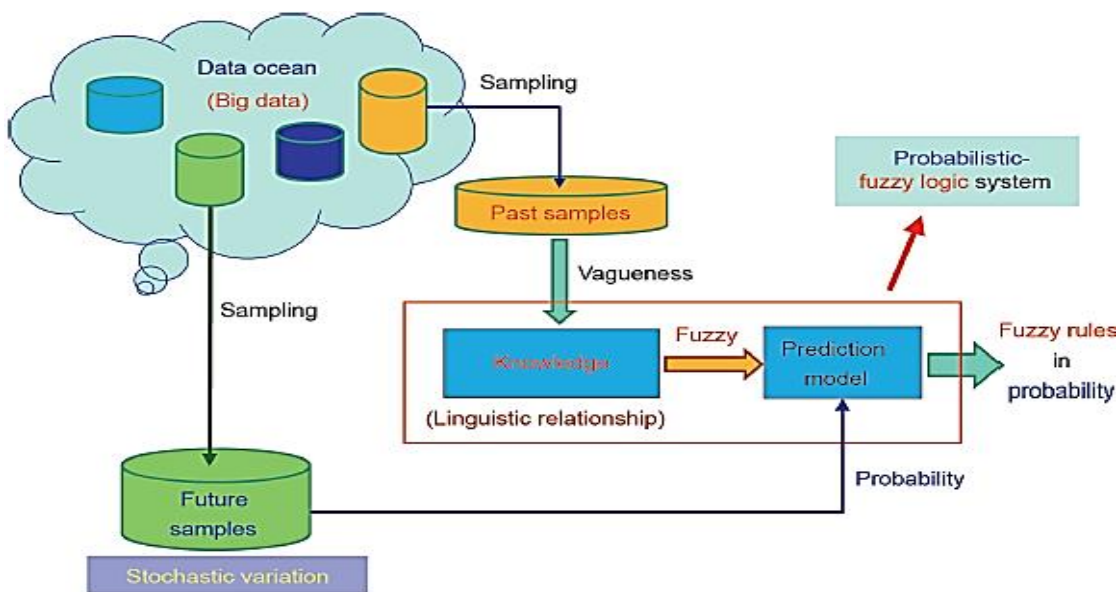 Data ocean
(Big data)
Sampling
Past samples
Vagueness
Probabilistic-
fuzzy logic system
Sampling
Knowledge
(Linguistic relationship)
Fuzzy
Prediction
model
Fuzzy rules
in
probability
Probability
Future
samples
Stochastic variation